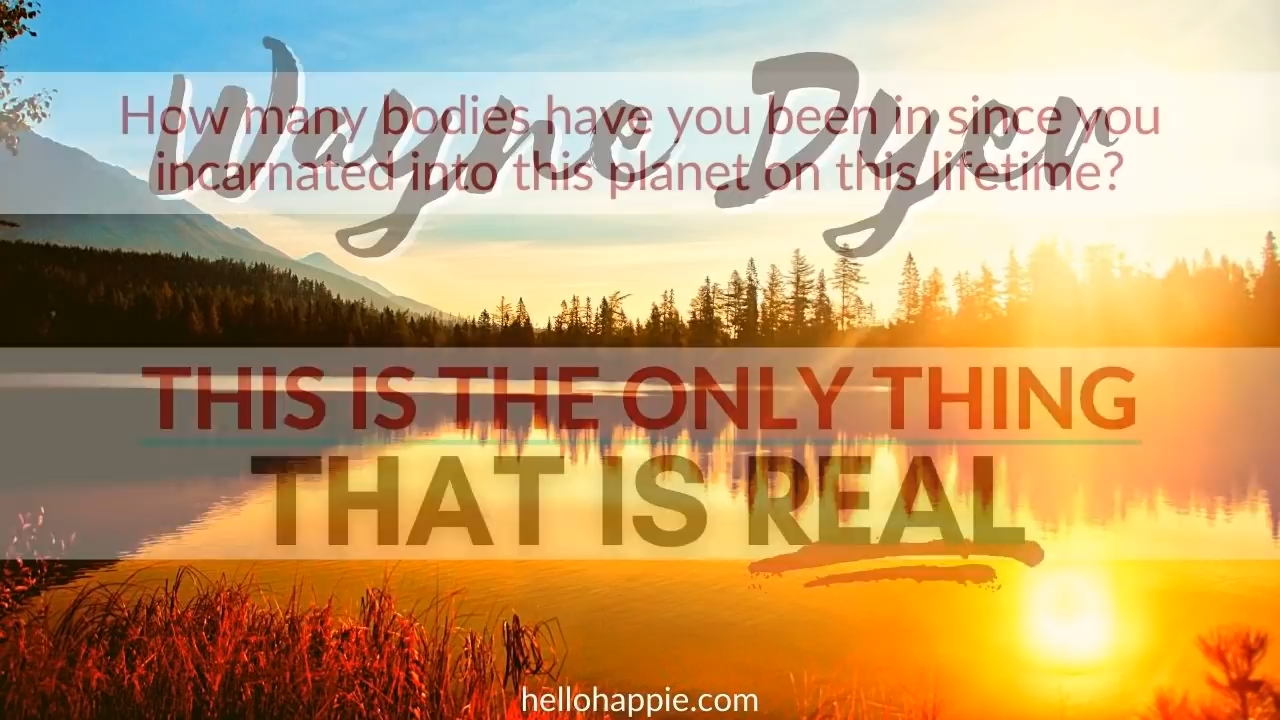 Wayne Dyer
How many bodies have you been in since you
incarnated into this planet on this lifetime?
THIS IS THE ONLY THING
THAT IS REAL
hellohappie.com